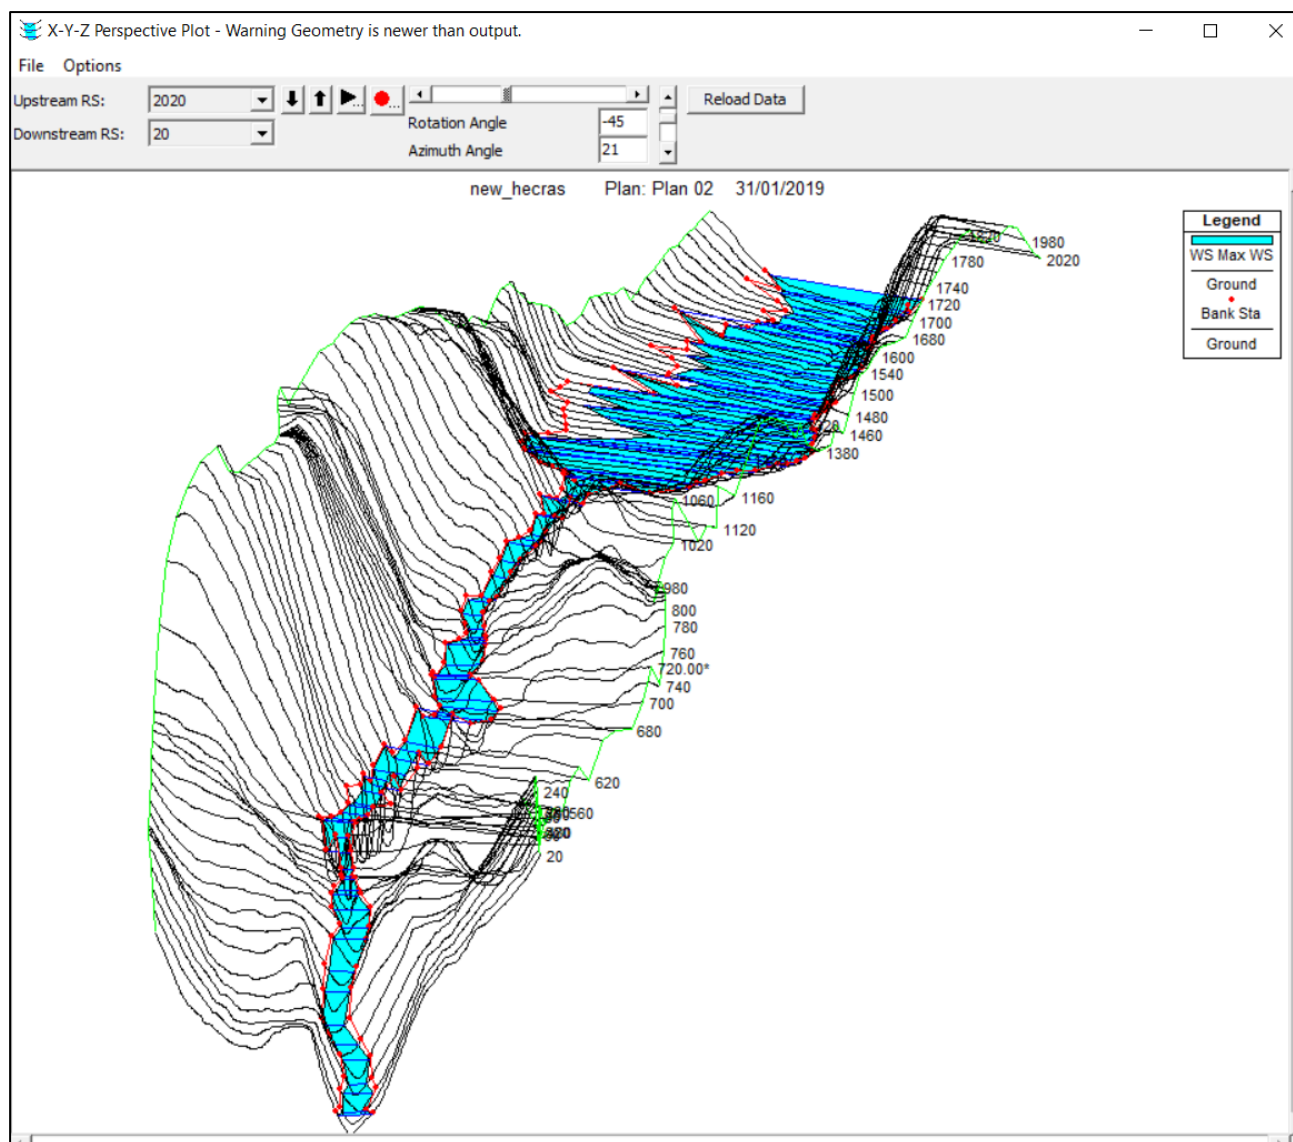 X-Y-Z Perspective Plot - Warning Geometry is newer than output.
File Options
Upstream RS: 2020
Reload Data
Rotation Angle -45
Downstream RS: 20
Azimuth Angle 21
new_hecras Plan: Plan 02 31/01/2019
Legend
WS Max WS
Ground
Bank Sta
Ground
1980
2020
1780
1740
1720
1700
1680
1600
1540
1500
1480
1460
1380
1160
1060
1120
1020
980
800
780
760
720.00*
740
700
680
620
240
560
20